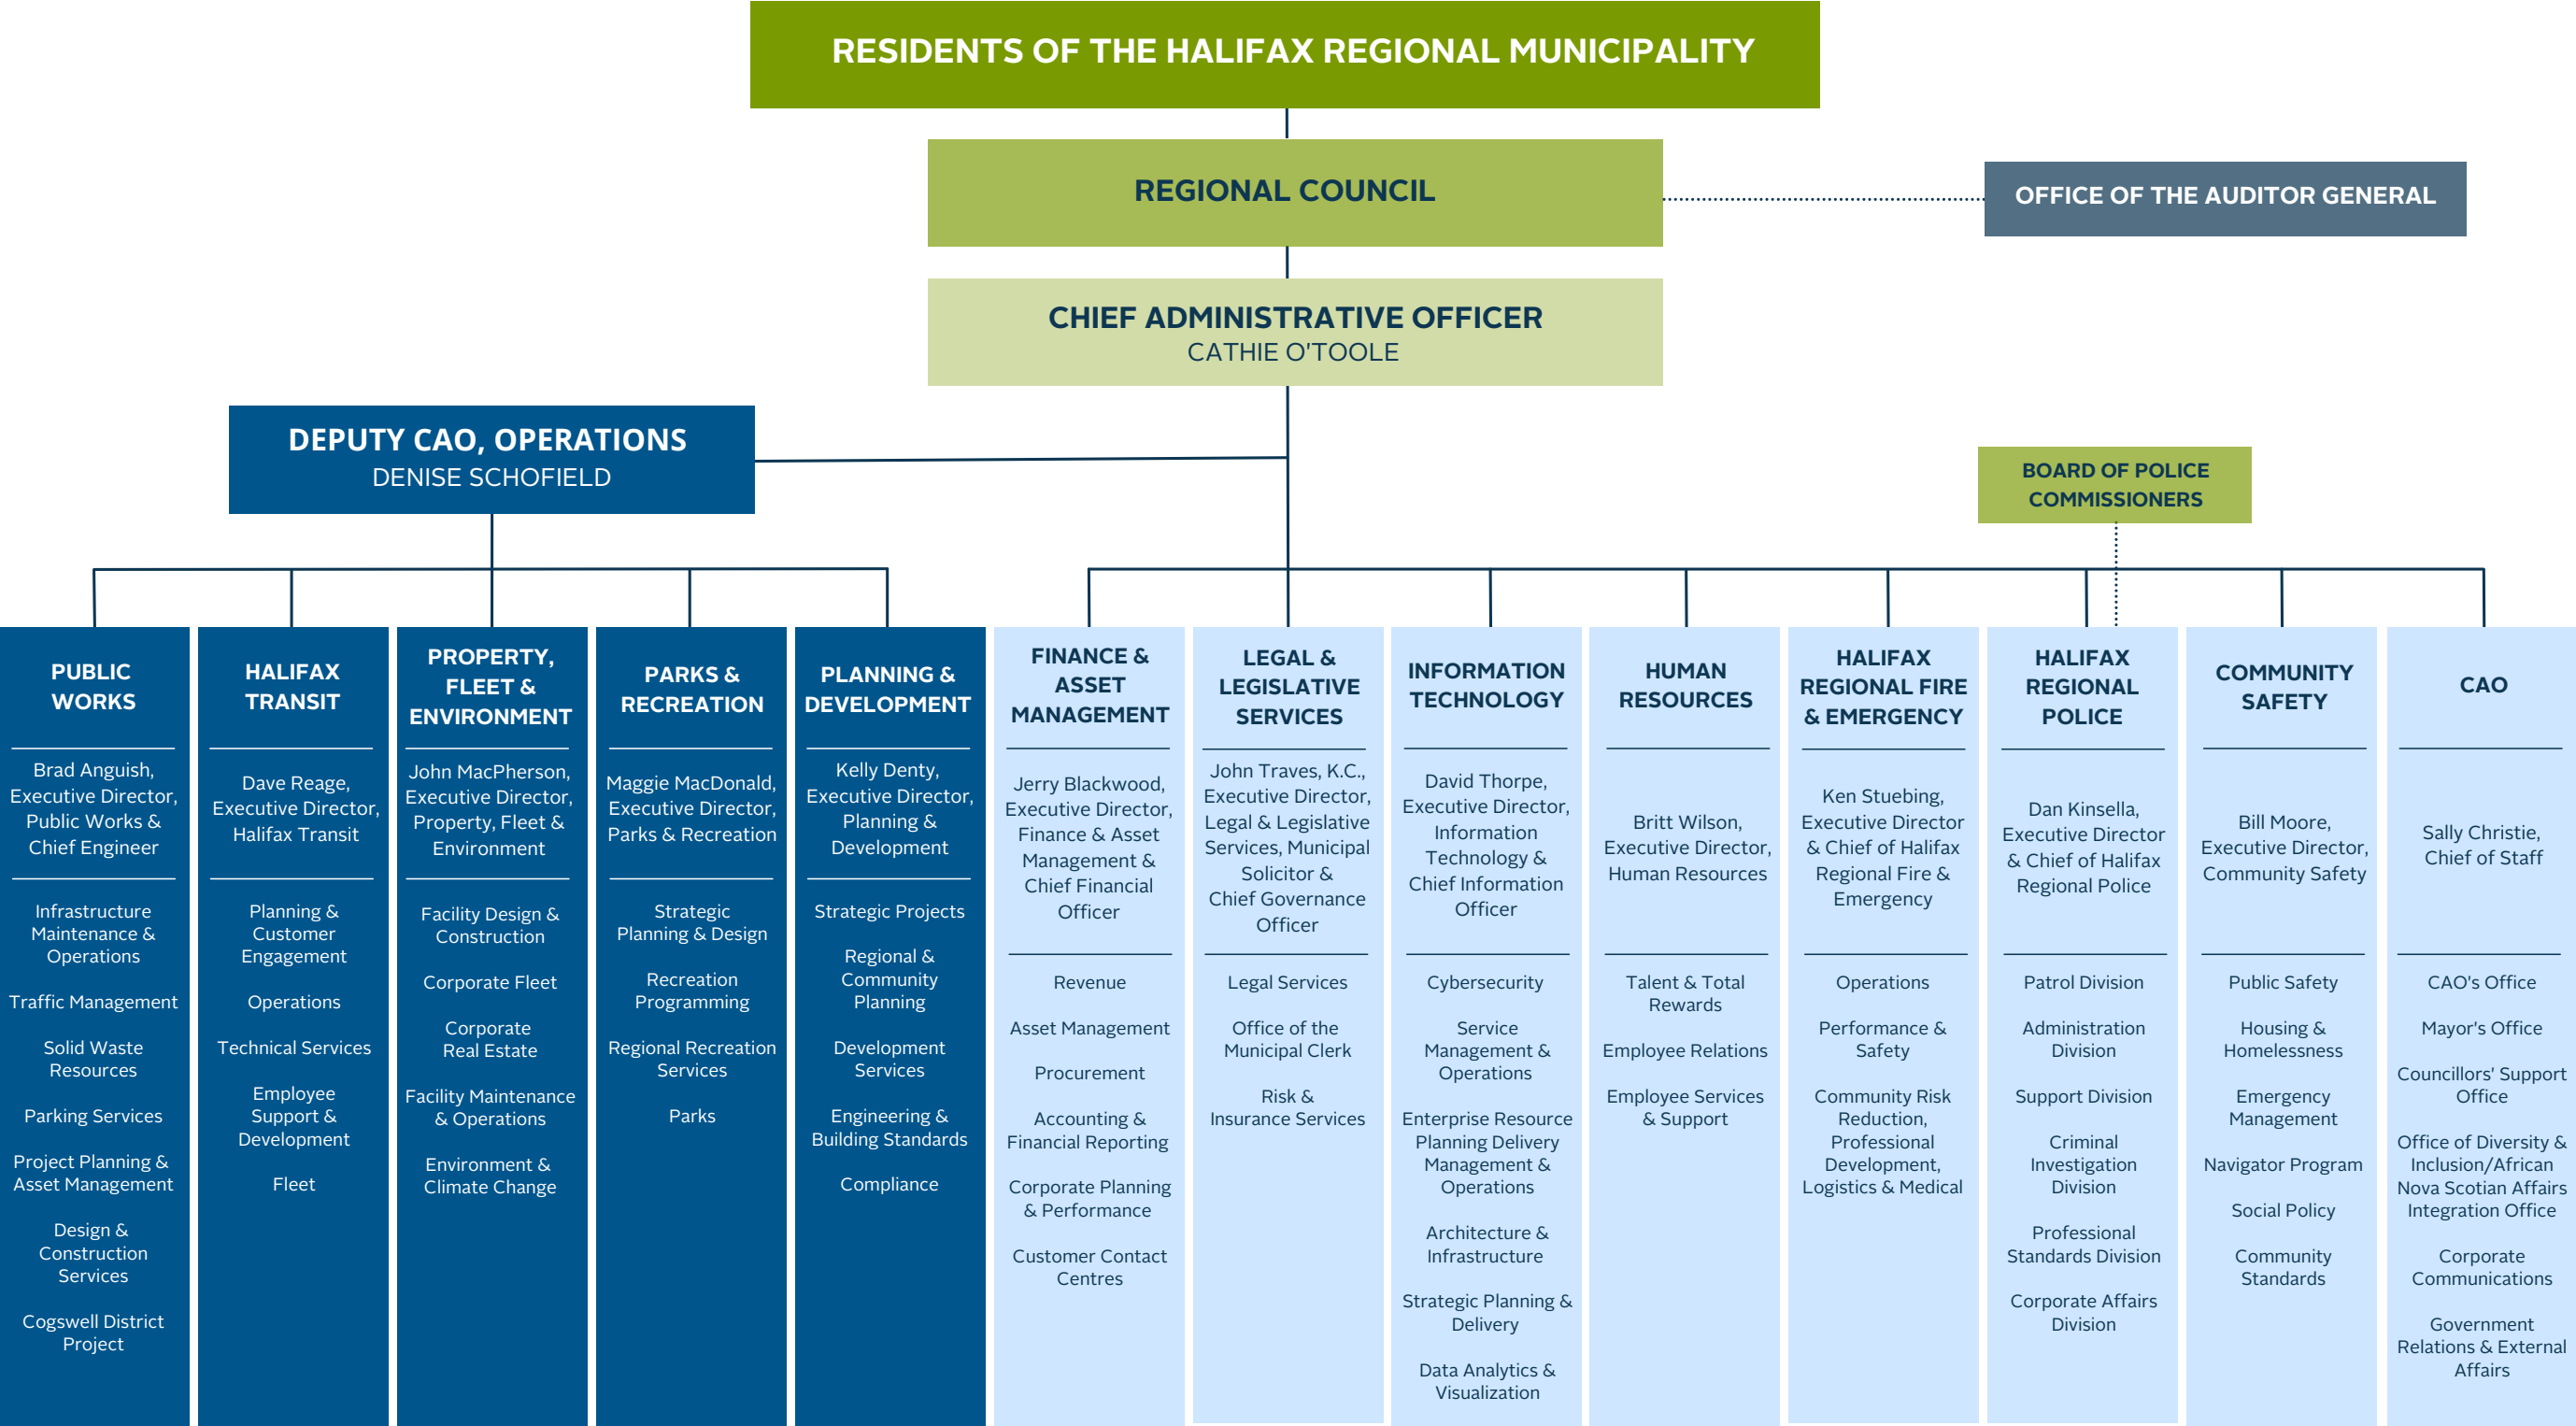 RESIDENTS OF THE HALIFAX REGIONAL MUNICIPALITY
REGIONAL COUNCIL
OFFICE OF THE AUDITOR GENERAL
CHIEF ADMINISTRATIVE OFFICER
CATHIE O'TOOLE
DEPUTY CAO, OPERATIONS
DENISE SCHOFIELD
BOARD OF POLICE
COMMISSIONERS
PUBLIC
WORKS
Brad Anguish,
Executive Director,
Public Works &
Chief Engineer
Infrastructure
Maintenance &
Operations
Traffic Management
Solid Waste
Resources
Parking Services
Project Planning &
Asset Management
Design &
Construction
Services
Cogswell District
Project
HALIFAX
TRANSIT
Dave Reage,
Executive Director,
Halifax Transit
Planning &
Customer
Engagement
Operations
Technical Services
Employee
Support &
Development
Fleet
PROPERTY,
FLEET &
ENVIRONMENT
John MacPherson,
Executive Director,
Property, Fleet &
Environment
Facility Design &
Construction
Corporate Fleet
Corporate
Real Estate
Facility Maintenance
& Operations
Environment &
Climate Change
PARKS &
RECREATION
Maggie MacDonald,
Executive Director,
Parks & Recreation
Strategic
Planning & Design
Recreation
Programming
Regional Recreation
Services
Parks
PLANNING &
DEVELOPMENT
Kelly Denty,
Executive Director,
Planning &
Development
Strategic Projects
Regional &
Community
Planning
Development
Services
Engineering &
Building Standards
Compliance
FINANCE &
ASSET
MANAGEMENT
Jerry Blackwood,
Executive Director,
Finance & Asset
Management &
Chief Financial
Officer
Revenue
Asset Management
Procurement
Accounting &
Financial Reporting
Corporate Planning
& Performance
Customer Contact
Centres
LEGAL &
LEGISLATIVE
SERVICES
John Traves, K.C.,
Executive Director,
Legal & Legislative
Services, Municipal
Solicitor &
Chief Governance
Officer
Legal Services
Office of the
Municipal Clerk
Risk &
Insurance Services
INFORMATION
TECHNOLOGY
David Thorpe,
Executive Director,
Information
Technology &
Chief Information
Officer
Cybersecurity
Service
Management &
Operations
Enterprise Resource
Planning Delivery
Management &
Operations
Architecture &
Infrastructure
Strategic Planning &
Delivery
Data Analytics &
Visualization
HUMAN
RESOURCES
Britt Wilson,
Executive Director,
Human Resources
Talent & Total
Rewards
Employee Relations
Employee Services
& Support
HALIFAX
REGIONAL FIRE
& EMERGENCY
Ken Stuebing,
Executive Director
& Chief of Halifax
Regional Fire &
Emergency
Operations
Performance &
Safety
Community Risk
Reduction,
Professional
Development,
Logistics & Medical
HALIFAX
REGIONAL
POLICE
Dan Kinsella,
Executive Director
& Chief of Halifax
Regional Police
Patrol Division
Administration
Division
Support Division
Criminal
Investigation
Division
Professional
Standards Division
Corporate Affairs
Division
COMMUNITY
SAFETY
Bill Moore,
Executive Director,
Community Safety
Public Safety
Housing &
Homelessness
Emergency
Management
Navigator Program
Social Policy
Community
Standards
CAO
Sally Christie,
Chief of Staff
CAO's Office
Mayor's Office
Councillors' Support
Office
Office of Diversity &
Inclusion/African
Nova Scotian Affairs
Integration Office
Corporate
Communications
Government
Relations & External
Affairs